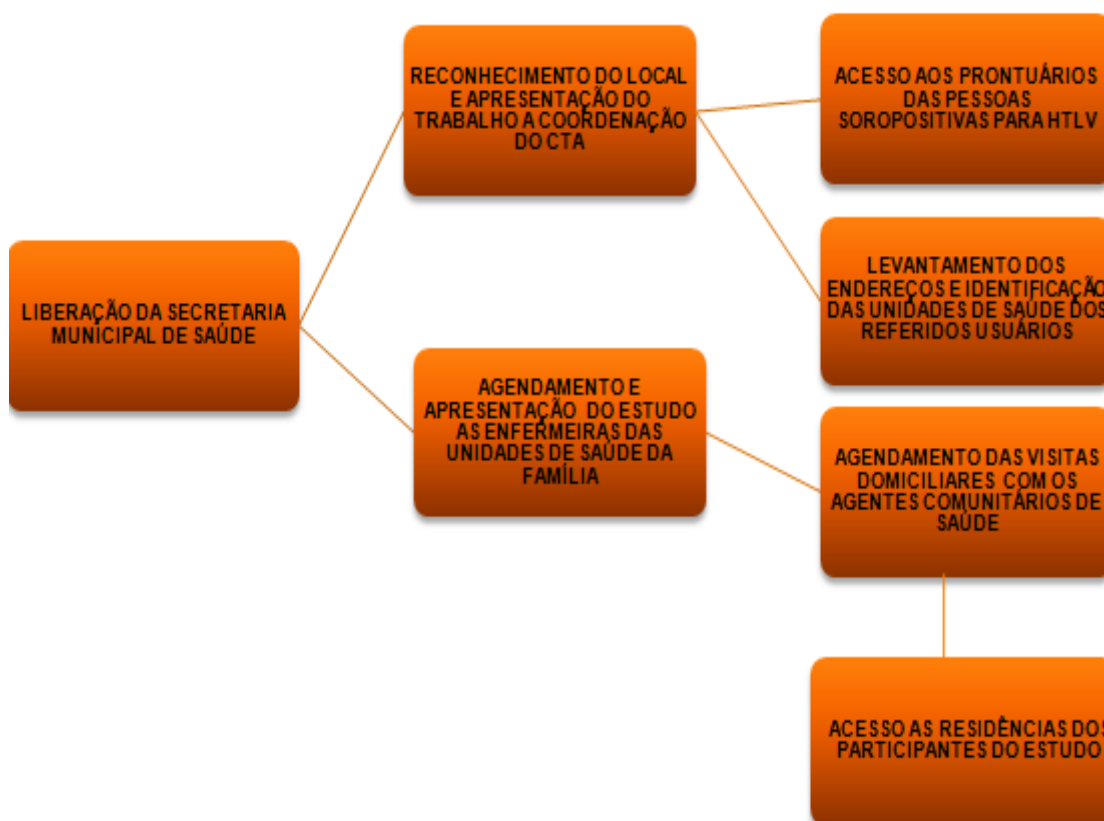 RECONHECIMENTO DO LOCAL
E APRESENTAÇÃO DO
TRABALHO A COORDENAÇÃO
DO CTA
ACESSO AOS PRONTUÁRIOS
DAS PESSOAS
SOROPOSITIVAS PARA HTLV
LIBERAÇÃO DA SECRETARIA
MUNICIPAL DE SAÚDE
LEVANTAMENTO DOS
ENDEREÇOS E IDENTIFICAÇÃO
DAS UNIDADES DE SAÚDE DOS
REFERIDOS USUÁRIOS
AGENDAMENTO E
APRESENTAÇÃO DO ESTUDO
AS ENFERMEIRAS DAS
UNIDADES DE SAÚDE DA
FAMÍLIA
AGENDAMENTO DAS VISITAS
DOMICILIARES COM OS
AGENTES COMUNITÁRIOS DE
SAÚDE
ACESSO AS RESIDÊNCIAS DOS
PARTICIPANTES DO ESTUDO